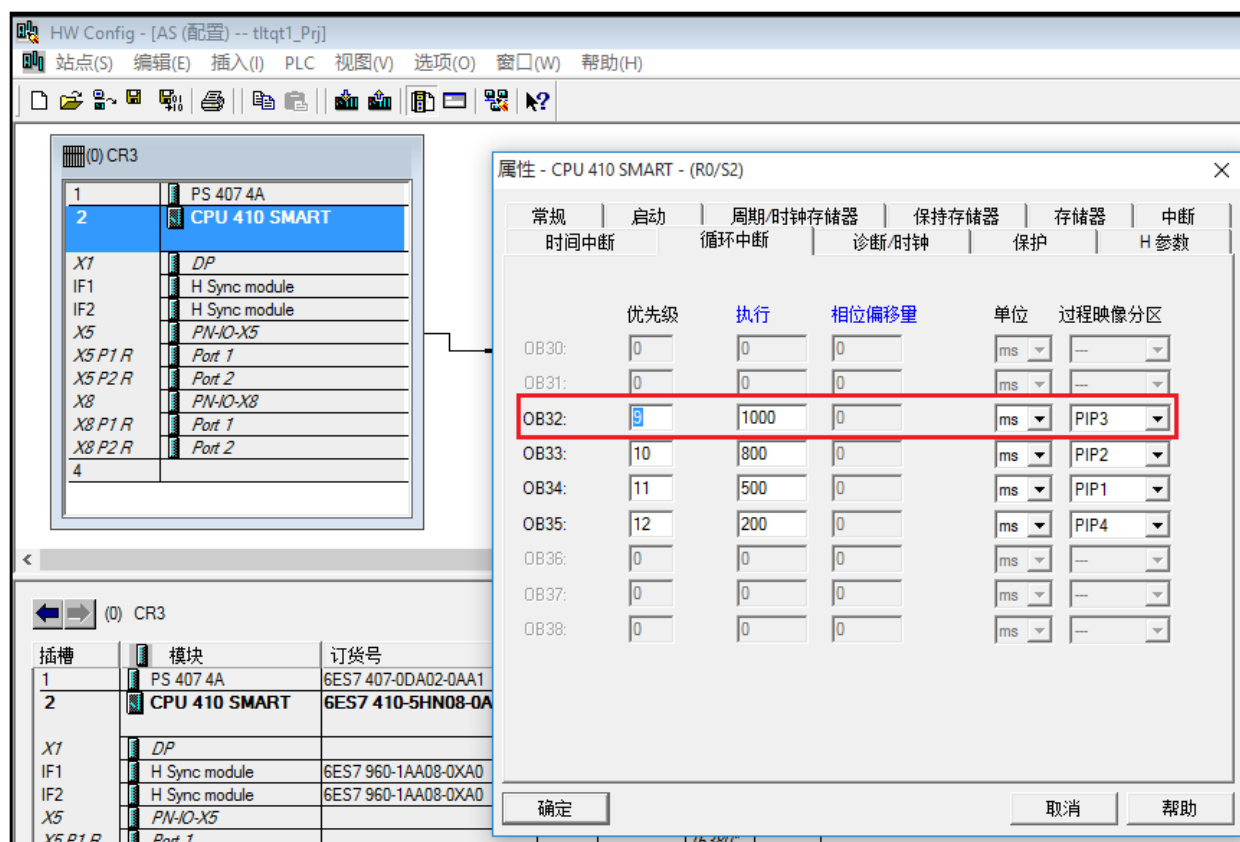 HW Config - [AS (配置) -- tltqt1_Prj]
站点(S) 编辑(E) 插入(I) PLC 视图(V) 选项(O) 窗口(W) 帮助(H)
(0) CR3
1 PS 407 4A
2 CPU 410 SMART
X1 DP
IF1 H Sync module
IF2 H Sync module
X5 PN-IO-X5
X5 P1 R Port 1
X5 P2 R Port 2
X8 PN-IO-X8
X8 P1 R Port 1
X8 P2 R Port 2
4
属性 - CPU 410 SMART - (R0/S2)
常规 启动 周期/时钟存储器 保持存储器 存储器 中断
时间中断 循环中断 诊断/时钟 保护 H 参数
优先级 执行 相位偏移量 单位 过程映像分区
OB30: 0 0 0 ms ---
OB31: 0 0 0 ms ---
OB32: 9 1000 0 ms PIP3
OB33: 10 800 0 ms PIP2
OB34: 11 500 0 ms PIP1
OB35: 12 200 0 ms PIP4
OB36: 0 0 0 ms ---
OB37: 0 0 0 ms ---
OB38: 0 0 0 ms ---
确定 取消 帮助
(0) CR3
插槽 模块 订货号
1 PS 407 4A 6ES7 407-0DA02-0AA1
2 CPU 410 SMART 6ES7 410-5HN08-0A
X1 DP
IF1 H Sync module 6ES7 960-1AA08-0XA0
IF2 H Sync module 6ES7 960-1AA08-0XA0
X5 PN-IO-X5
X5 P1 R Port 1